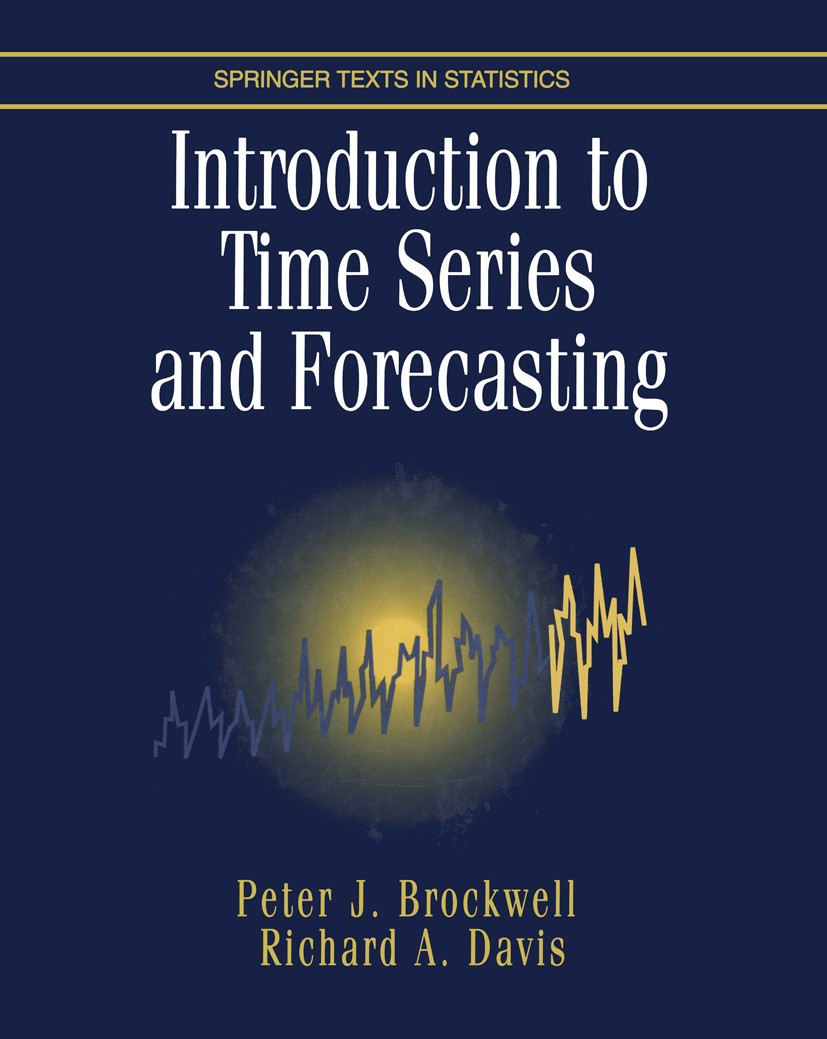 SPRINGER TEXTS IN STATISTICS
Introduction to
Time Series
and Forecasting
Peter J. Brockwell
Richard A. Davis